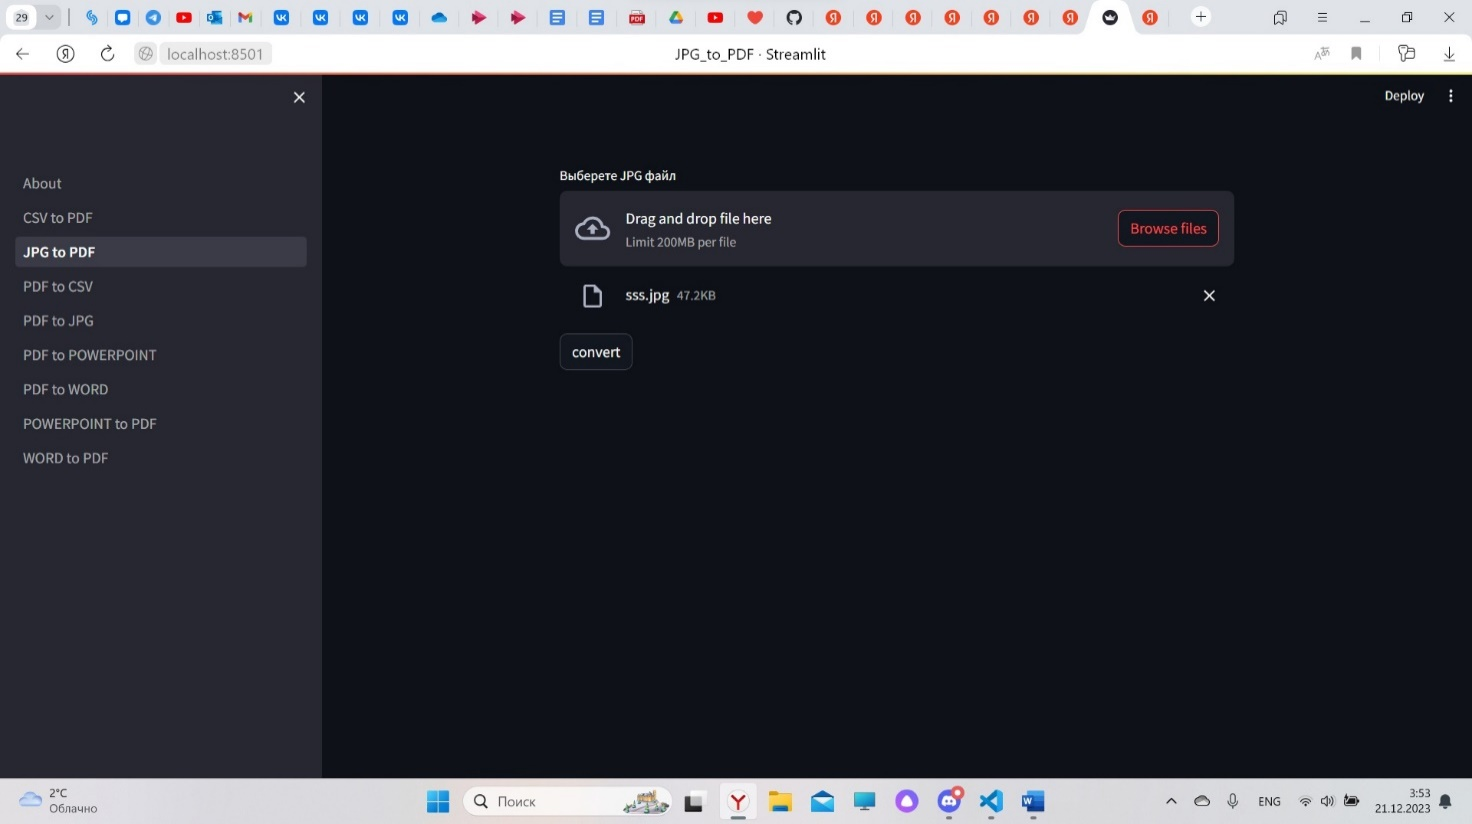 29
localhost:8501
JPG_to_PDF · Streamlit
Deploy
About
CSV to PDF
JPG to PDF
PDF to CSV
PDF to JPG
PDF to POWERPOINT
PDF to WORD
POWERPOINT to PDF
WORD to PDF
Выберете JPG файл
Drag and drop file here
Limit 200MB per file
Browse files
sss.jpg 47.2KB
convert
2°C
Облачно
Поиск
ENG
3:53
21.12.2023